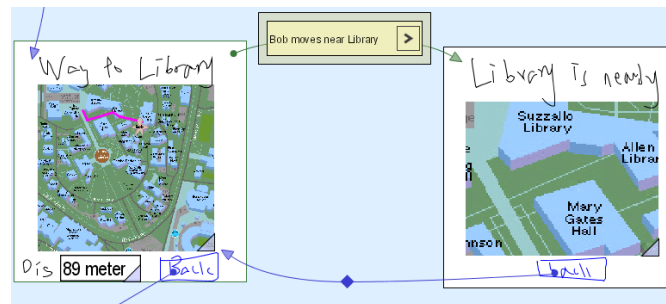 Bob moves near Library >
Way to Library
Dis 89 meter Back
Library is nearby
Suzzallo
Library
Allen
Librar
Mary
Gates
Hall
nnson
back